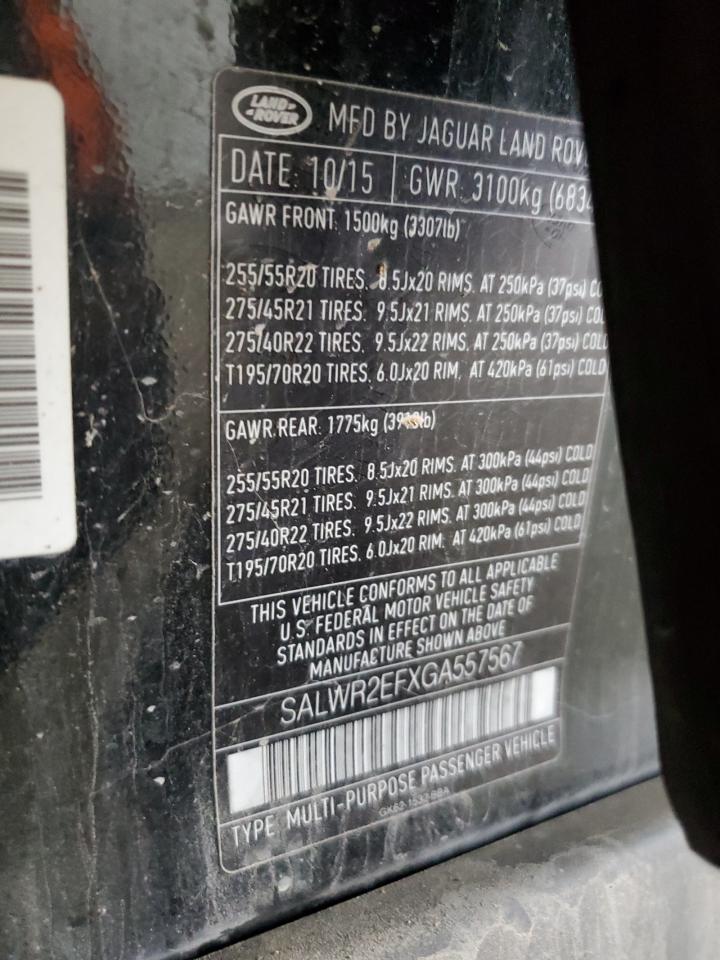 LAND ROVER
MFD BY JAGUAR LAND ROV
DATE: 10/15 GWR: 3100kg (683
GAWR FRONT: 1500kg (3307lb)
255/55R20 TIRES. 8.5Jx20 RIMS. AT 250kPa (37psi) CO
275/45R21 TIRES. 9.5Jx21 RIMS. AT 250kPa (37psi) COL
275/40R22 TIRES. 9.5Jx22 RIMS. AT 250kPa (37psi) COLD
T195/70R20 TIRES. 6.0Jx20 RIM. AT 420kPa (61psi) COLD
GAWR REAR: 1775kg
255/55R20 TIRES. 8.5Jx20 RIMS. AT 300kPa (44psi) COLD
275/45R21 TIRES. 9.5Jx21 RIMS. AT 300kPa (44psi) COLD
275/40R22 TIRES. 9.5Jx22 RIMS. AT 300kPa (44psi) COLD
T195/70R20 TIRES. 6.0Jx20 RIM. AT 420kPa (61psi) COLD
THIS VEHICLE CONFORMS TO ALL APPLICABLE
U.S. FEDERAL MOTOR VEHICLE SAFETY
STANDARDS IN EFFECT ON THE DATE OF
MANUFACTURE SHOWN ABOVE
SALWR2EFXGA557567
TYPE: MULTI-PURPOSE PASSENGER VEHICLE